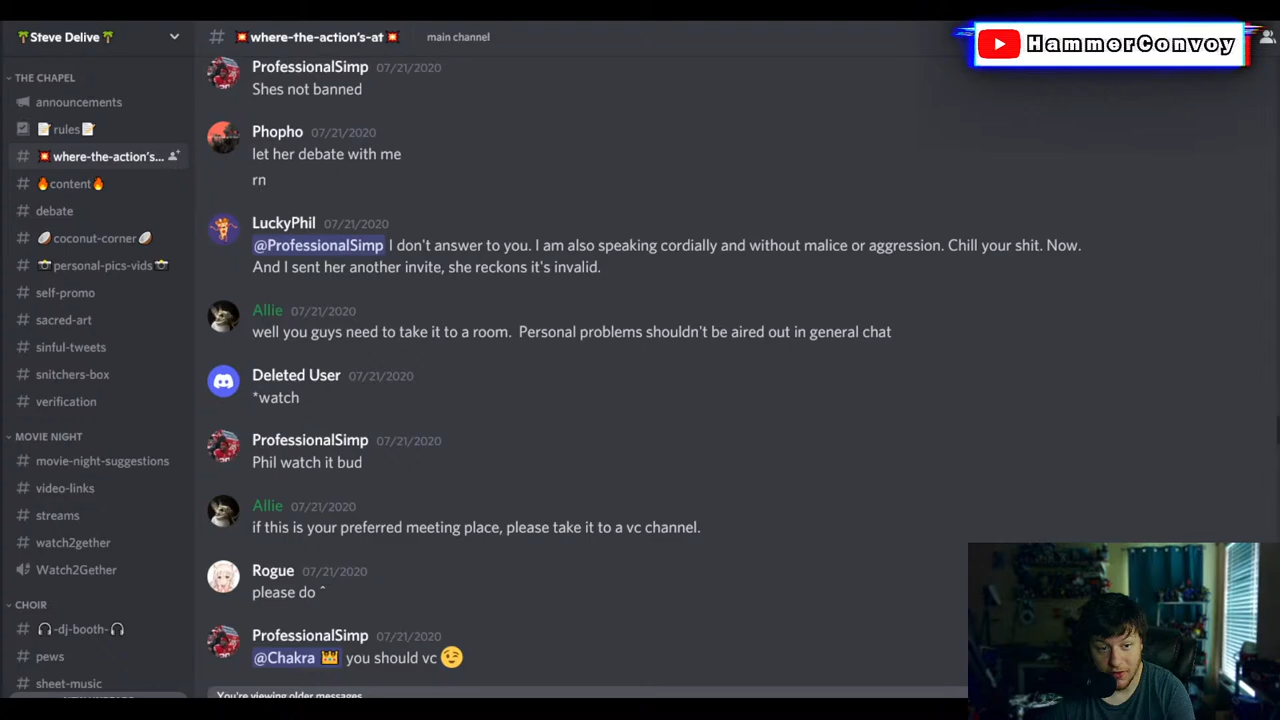 🌴Steve Delive🌴
# 💥where-the-action's-at💥 main channel
HammerConvoy
THE CHAPEL
announcements
📝rules📝
# 💥where-the-action's...
# 🔥content🔥
# debate
# 🥥coconut-corner🥥
# 📸personal-pics-vids📸
# self-promo
# sacred-art
# sinful-tweets
# snitchers-box
# verification
MOVIE NIGHT
# movie-night-suggestions
# video-links
# streams
# watch2gether
Watch2Gether
CHOIR
# 🎧-dj-booth-🎧
# pews
# sheet-music
ProfessionalSimp 07/21/2020
Shes not banned
Phopho 07/21/2020
let her debate with me
rn
LuckyPhil 07/21/2020
@ProfessionalSimp I don't answer to you. I am also speaking cordially and without malice or aggression. Chill your shit. Now.
And I sent her another invite, she reckons it's invalid.
Allie 07/21/2020
well you guys need to take it to a room.  Personal problems shouldn't be aired out in general chat
Deleted User 07/21/2020
*watch
ProfessionalSimp 07/21/2020
Phil watch it bud
Allie 07/21/2020
if this is your preferred meeting place, please take it to a vc channel.
Rogue 07/21/2020
please do ^
ProfessionalSimp 07/21/2020
@Chakra 👑 you should vc 😉
You're viewing older messages